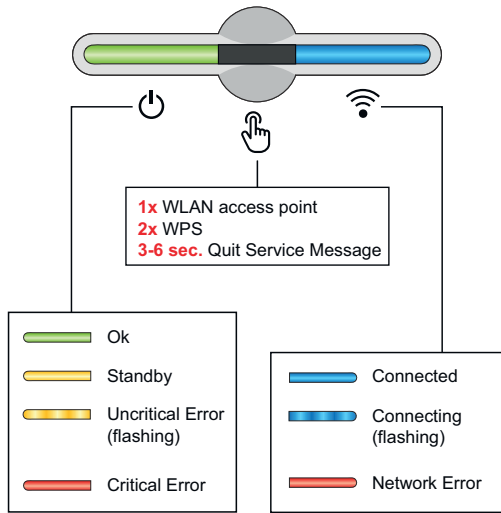 1x WLAN access point
2x WPS
3-6 sec. Quit Service Message
Ok
Standby
Uncritical Error
(flashing)
Critical Error
Connected
Connecting
(flashing)
Network Error